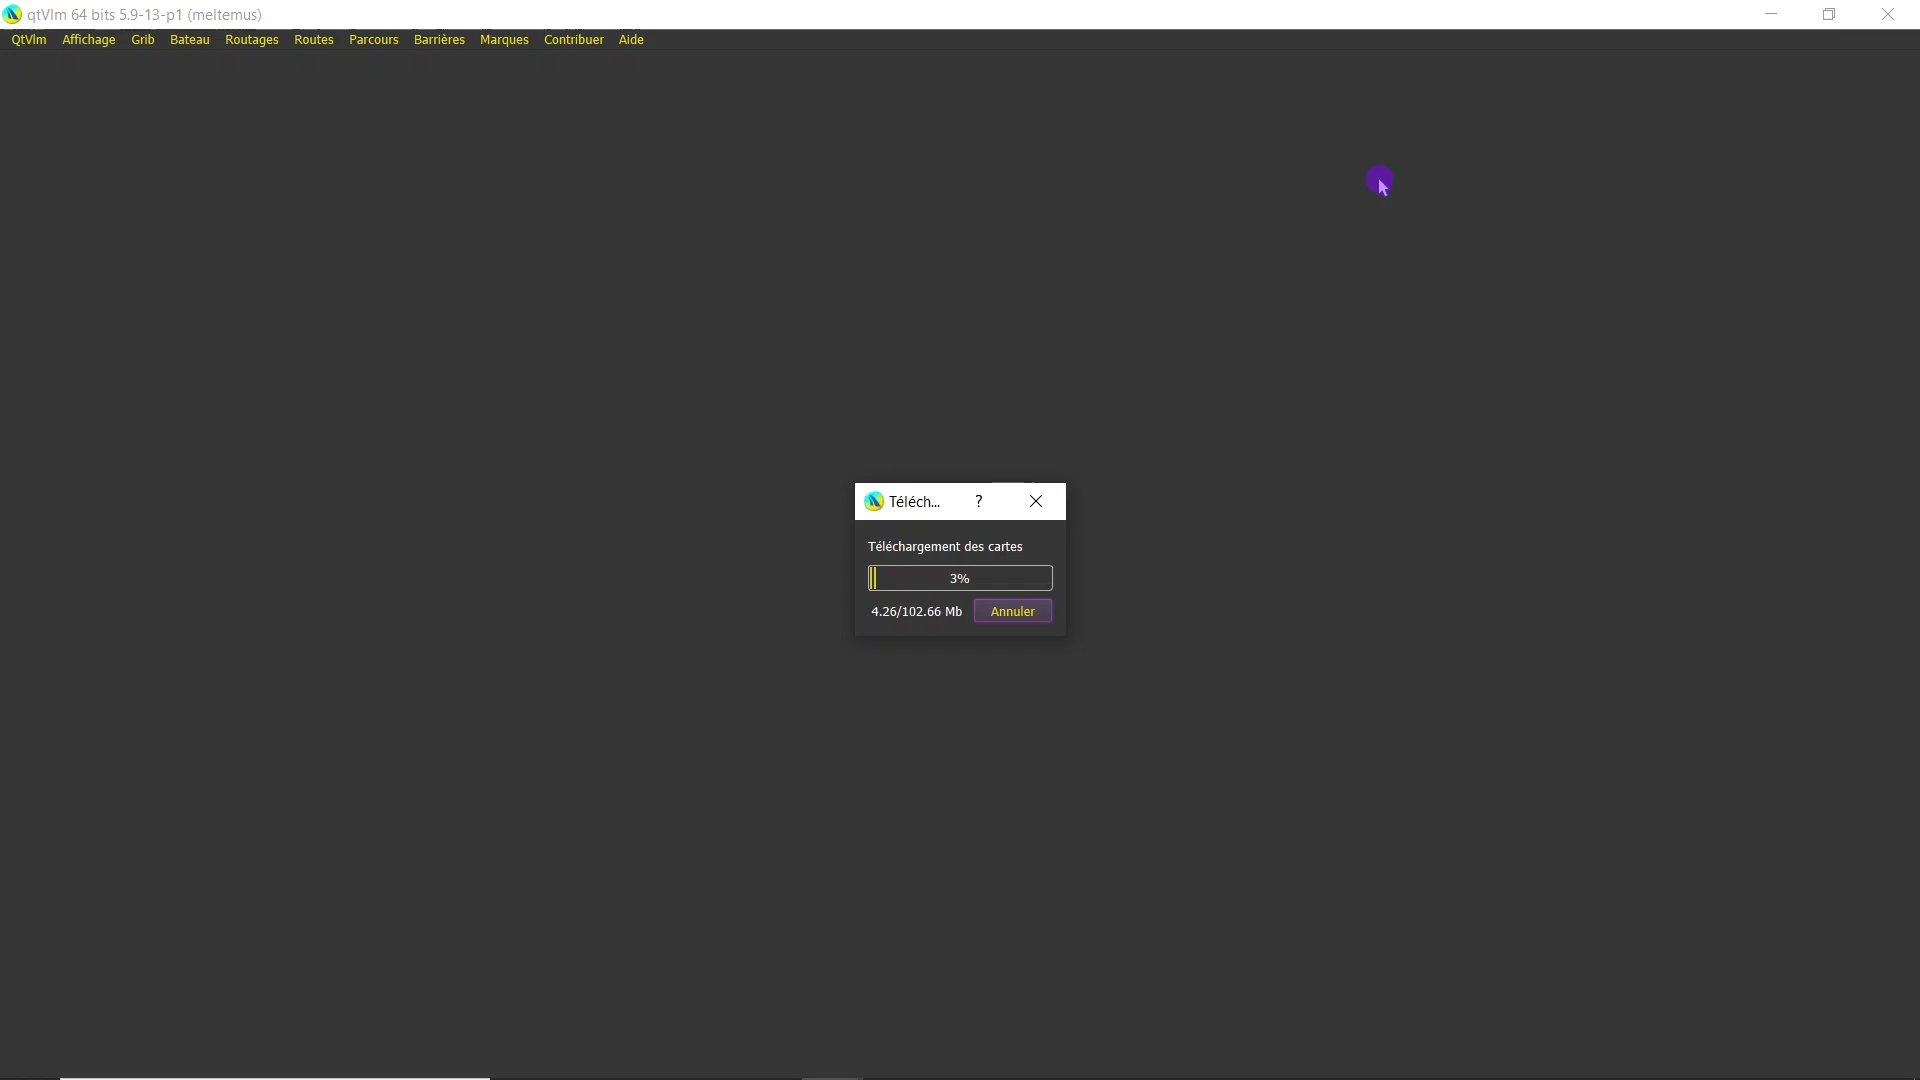 qtVlm 64 bits 5.9-13-p1 (meltemus)
QtVlm Affichage Grib Bateau Routages Routes Parcours Barrières Marques Contribuer Aide
Téléch... ?
Téléchargement des cartes
3%
4.26/102.66 Mb Annuler